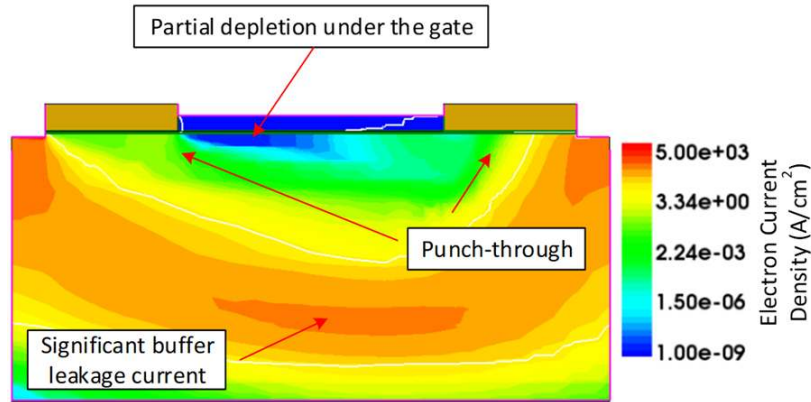 Partial depletion under the gate
Punch-through
Significant buffer
leakage current
5.00e+03
3.34e+00
2.24e-03
1.50e-06
1.00e-09
Electron Current
Density (A/cm²)